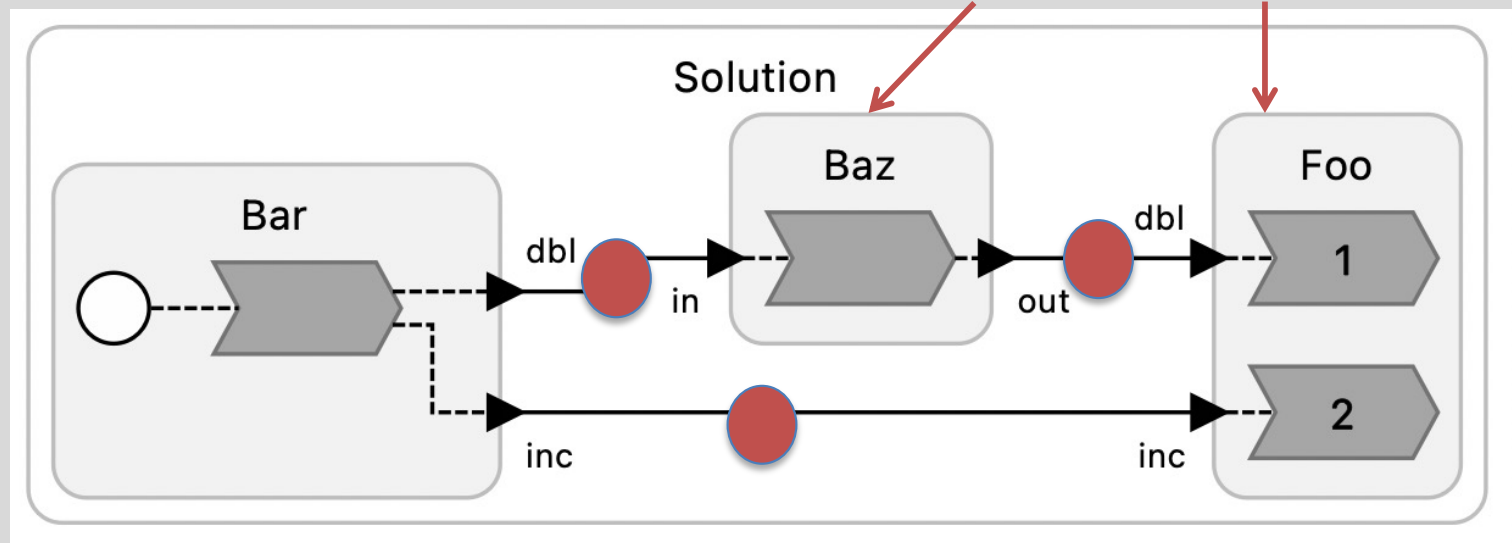 Solution
Bar
dbl
inc
in
Baz
out
dbl
inc
Foo
1
2